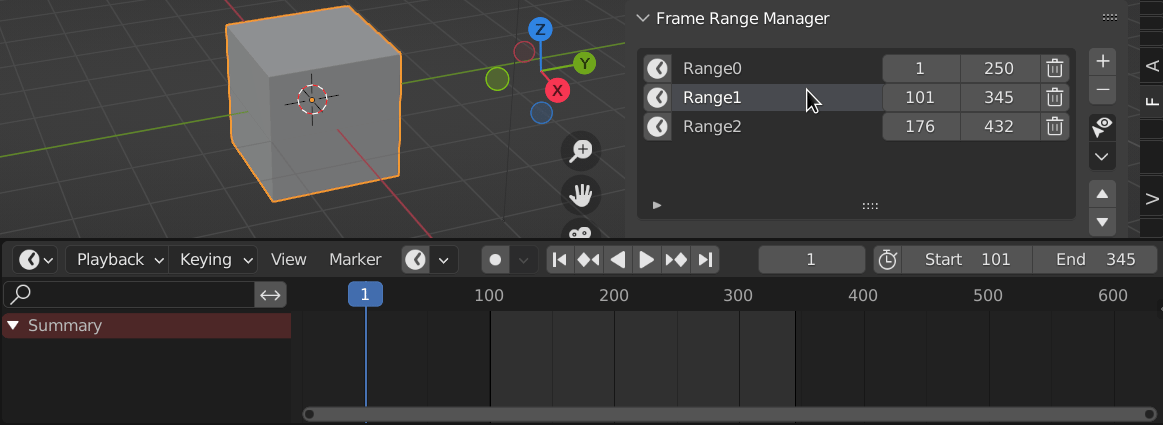 Frame Range Manager
Z
Y
X
Range0 1 250
Range1 101 345
Range2 176 432
A
F
V
Playback Keying View Marker 1 Start 101 End 345
1 100 200 300 400 500 600
Summary